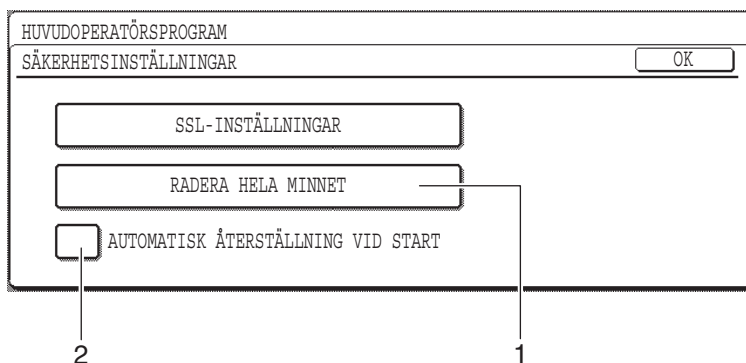 HUVUDOPERATÖRSPROGRAM
SÄKERHETSINSTÄLLNINGAR OK
SSL-INSTÄLLNINGAR
RADERA HELA MINNET
AUTOMATISK ÅTERSTÄLLNING VID START
2 1